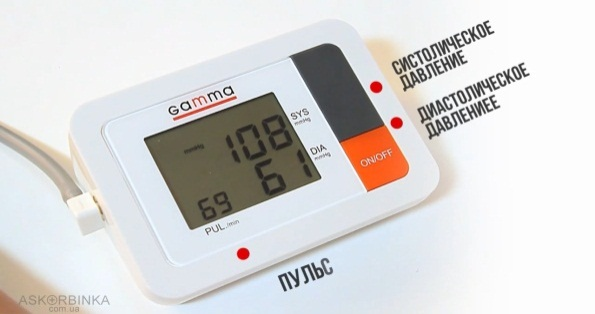 СИСТОЛИЧЕСКОЕ
ДАВЛЕНИЕ
ДИАСТОЛИЧЕСКОЕ
ДАВЛЕНИЕЕ
Gamma
mmHg
108
SYS
mmHg
61
DIA
mmHg
ON/OFF
69
PUL./min
ПУЛЬС
ASKORBINKA
com.ua